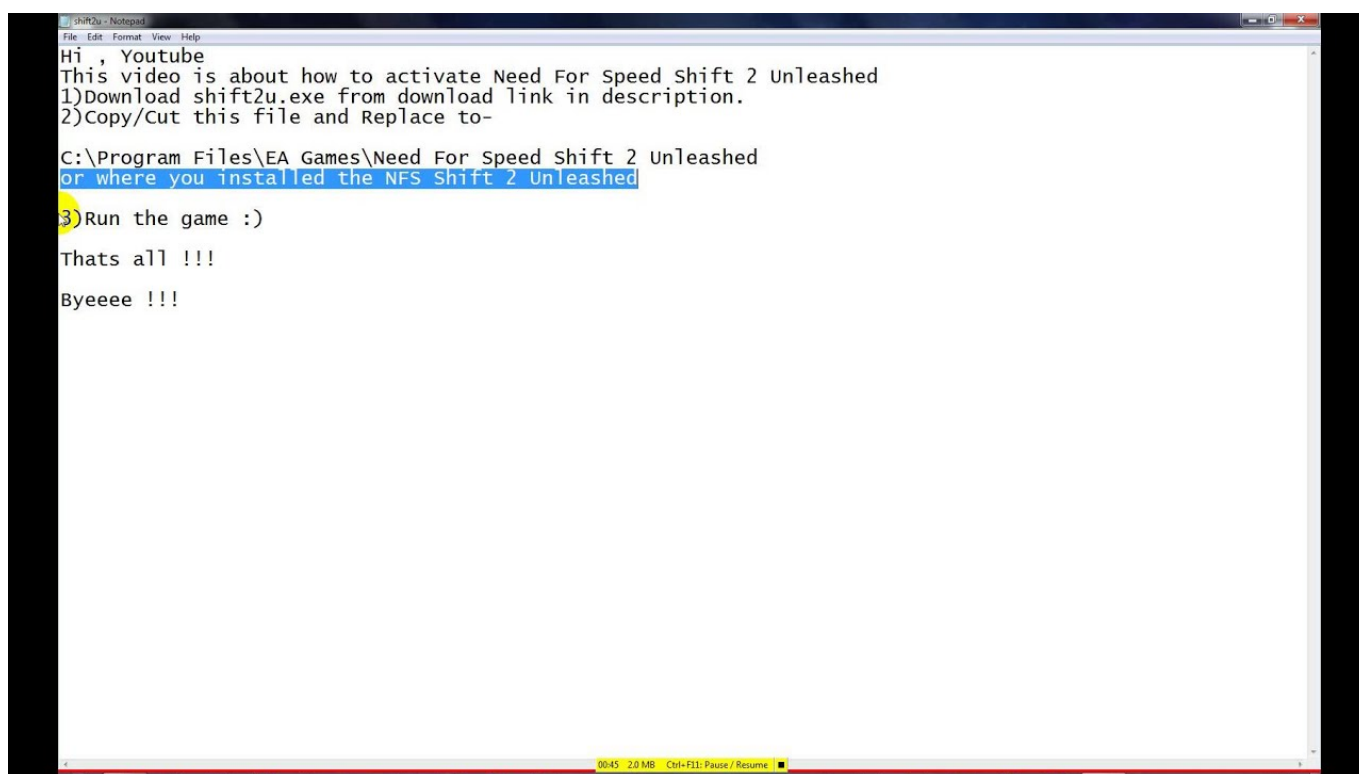 shift2u - Notepad
File Edit Format View Help
Hi , Youtube
This video is about how to activate Need For Speed Shift 2 Unleashed
1)Download shift2u.exe from download link in description.
2)Copy/Cut this file and Replace to-
C:\Program Files\EA Games\Need For Speed Shift 2 Unleashed
or where you installed the NFS Shift 2 Unleashed
3)Run the game :)
Thats all !!!
Byeeee !!!
00:45 2.0 MB Ctrl+F11: Pause / Resume